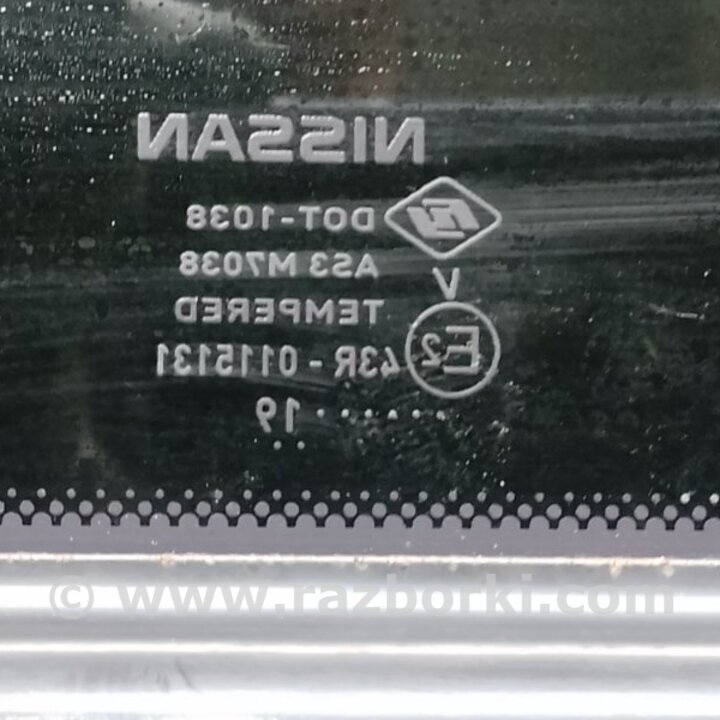 NISSAN
DOT-1038
AS3 M7038
V
TEMPERED
E2
43R - 0115131
19
© www.razborki.com